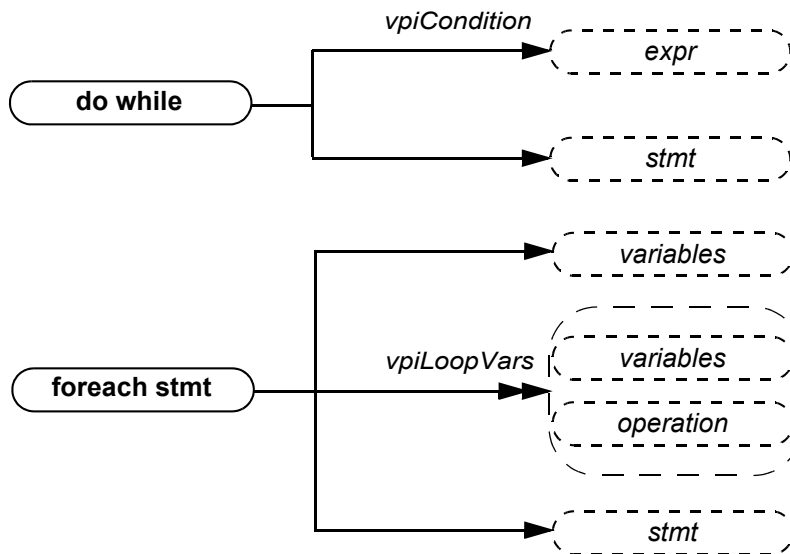 vpiCondition
expr
do while
stmt
variables
vpiLoopVars
variables
foreach stmt
operation
stmt